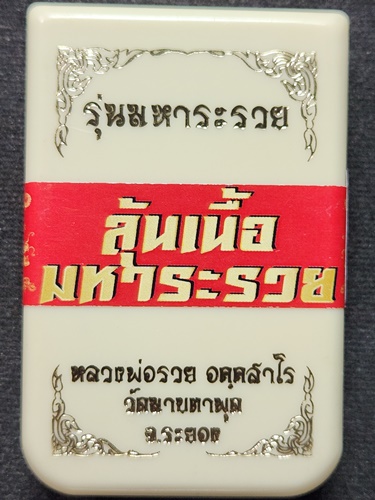 รุ่นมหาระรวย
ลุ้นเนื้อ
มหาระรวย
หลวงพ่อรวย อตฺตสาโร
วัดมาบตาพุด
จ.ระยอง